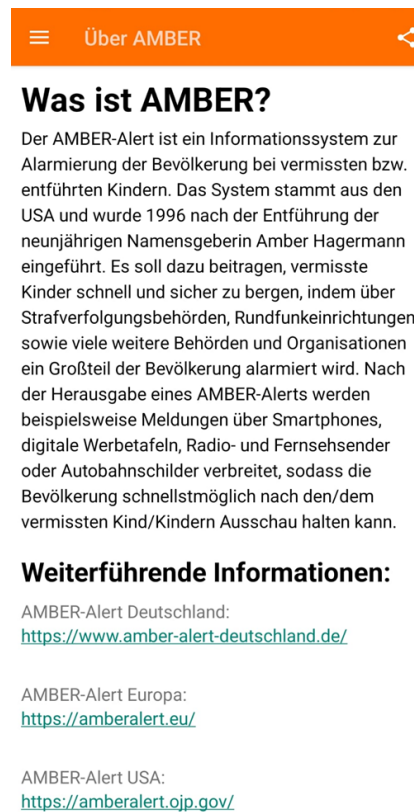 Über AMBER
Was ist AMBER?
Der AMBER-Alert ist ein Informationssystem zur
Alarmierung der Bevölkerung bei vermissten bzw.
entführten Kindern. Das System stammt aus den
USA und wurde 1996 nach der Entführung der
neunjährigen Namensgeberin Amber Hagermann
eingeführt. Es soll dazu beitragen, vermisste
Kinder schnell und sicher zu bergen, indem über
Strafverfolgungsbehörden, Rundfunkeinrichtungen
sowie viele weitere Behörden und Organisationen
ein Großteil der Bevölkerung alarmiert wird. Nach
der Herausgabe eines AMBER-Alerts werden
beispielsweise Meldungen über Smartphones,
digitale Werbetafeln, Radio- und Fernsehsender
oder Autobahnschilder verbreitet, sodass die
Bevölkerung schnellstmöglich nach den/dem
vermissten Kind/Kindern Ausschau halten kann.
Weiterführende Informationen:
AMBER-Alert Deutschland:
https://www.amber-alert-deutschland.de/
AMBER-Alert Europa:
https://amberalert.eu/
AMBER-Alert USA:
https://amberalert.ojp.gov/